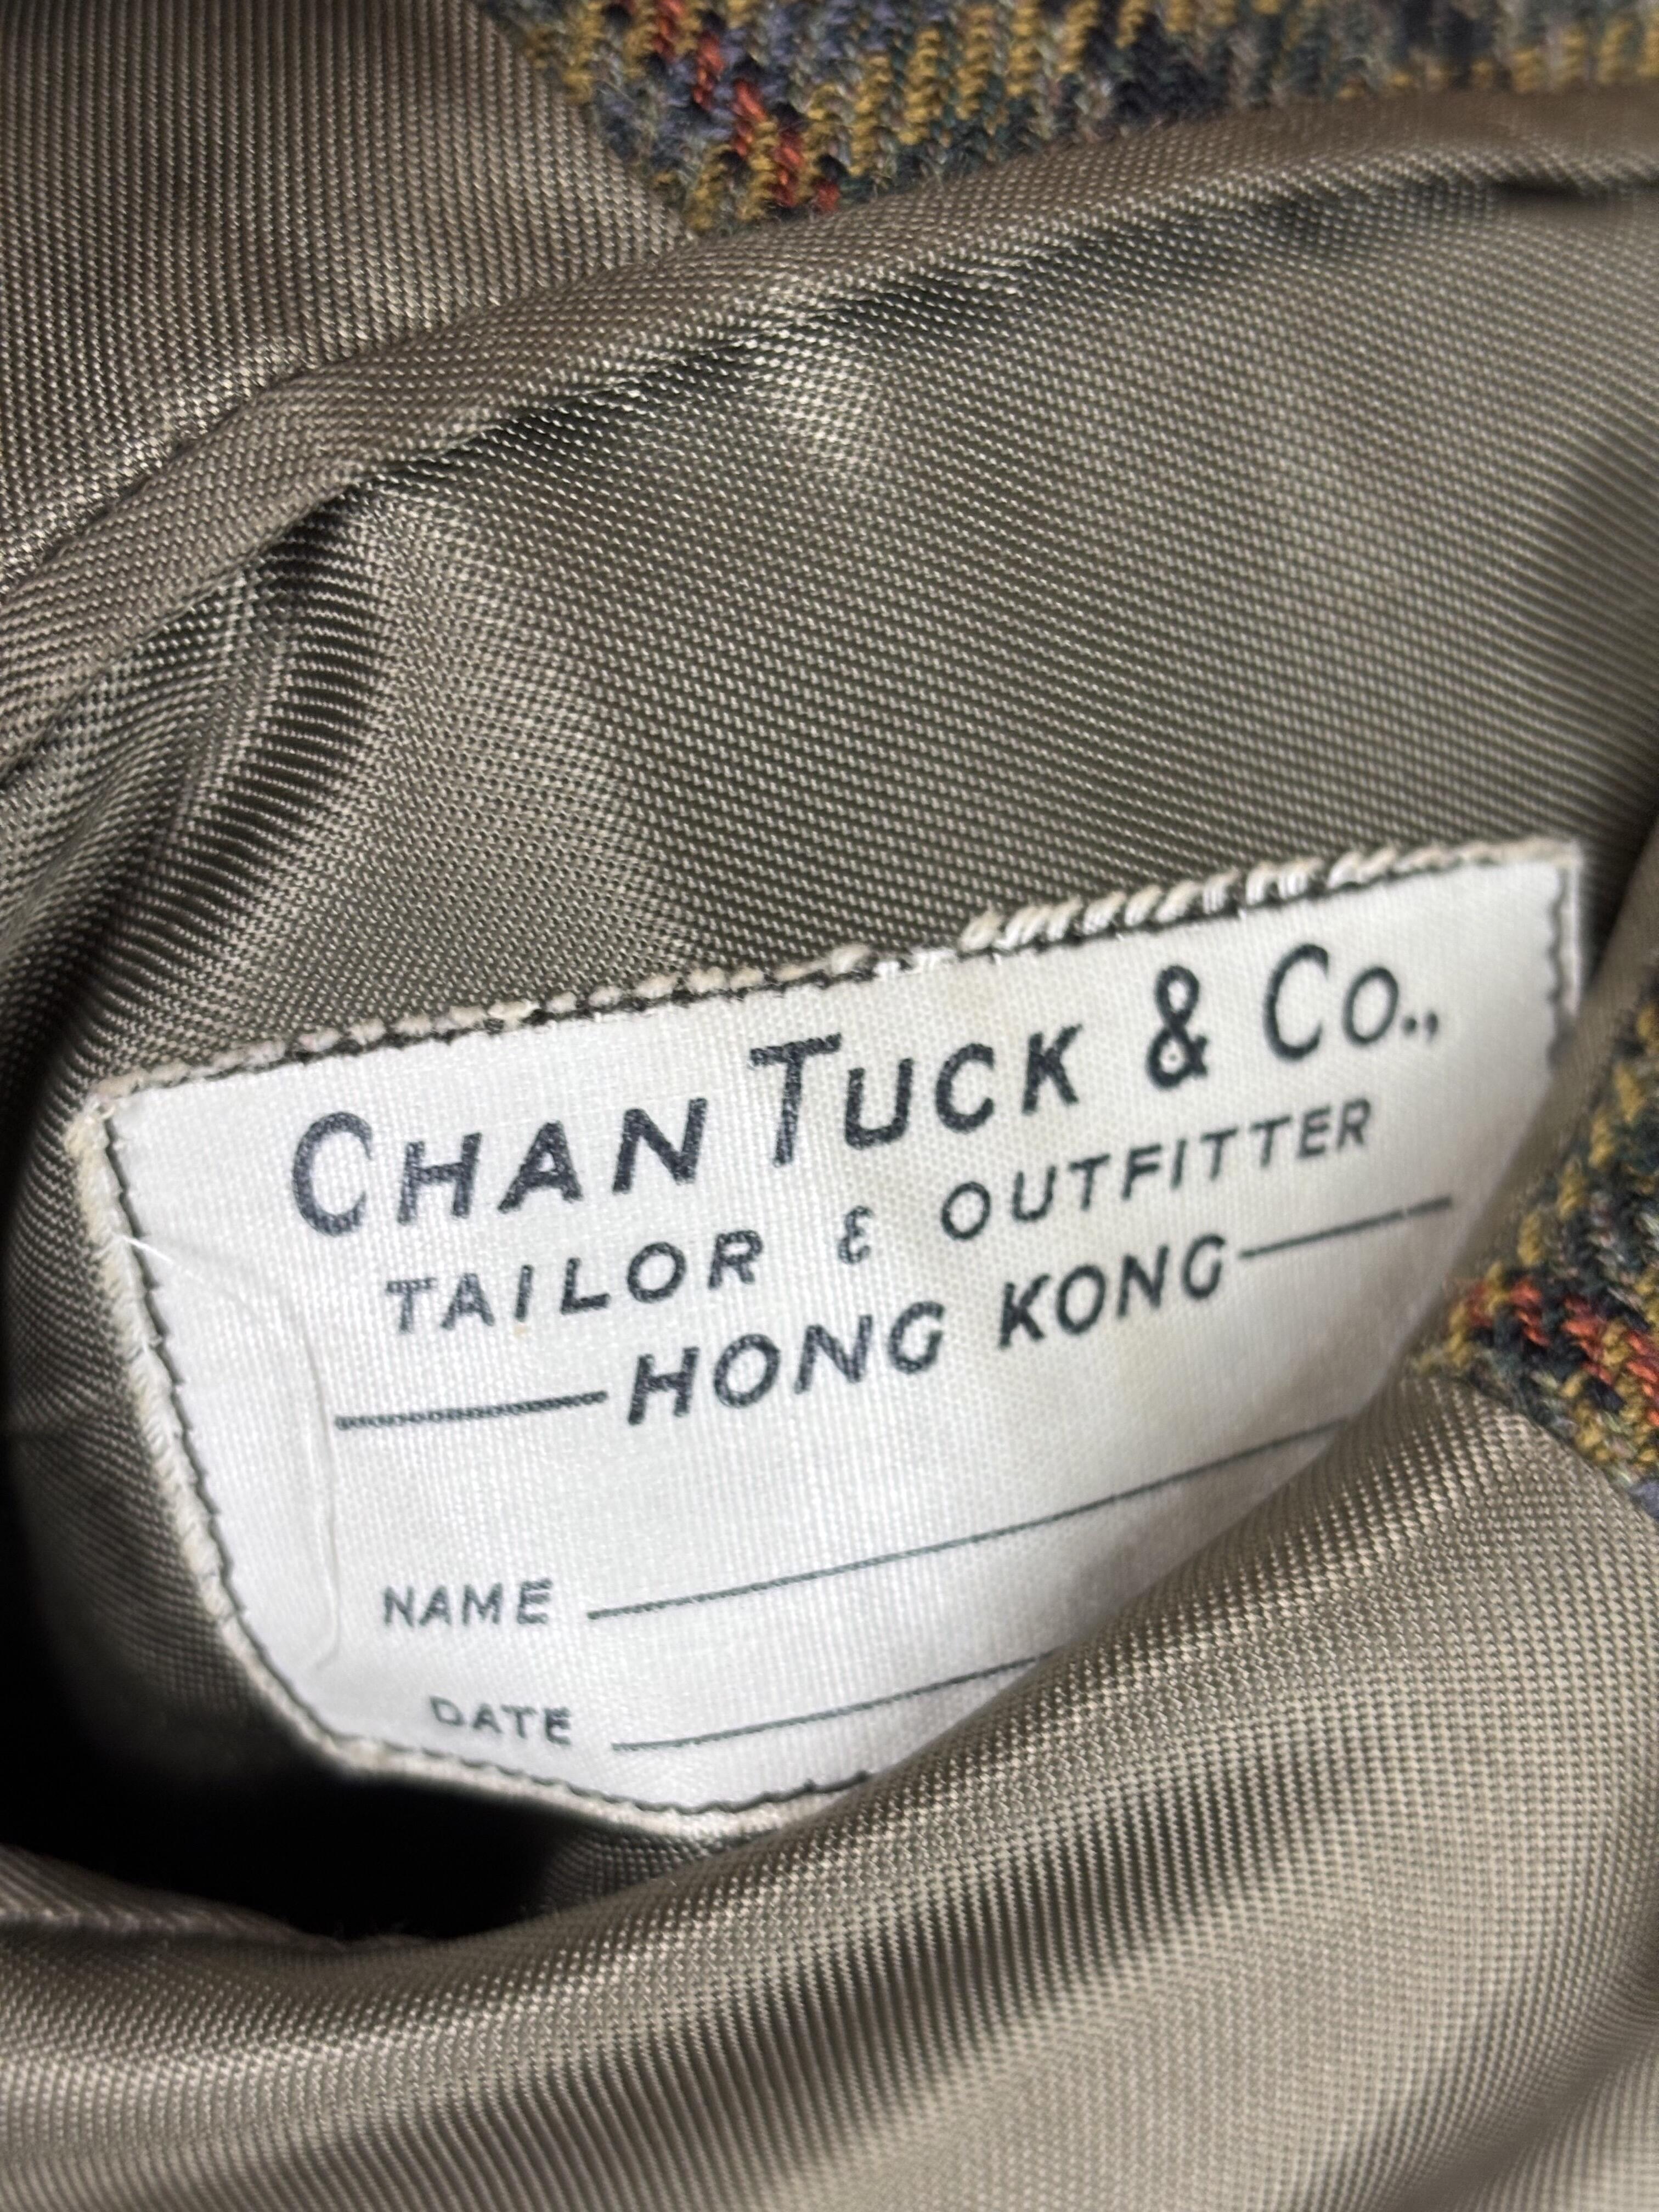 CHAN TUCK & CO.,
TAILOR & OUTFITTER
HONG KONG
NAME
DATE